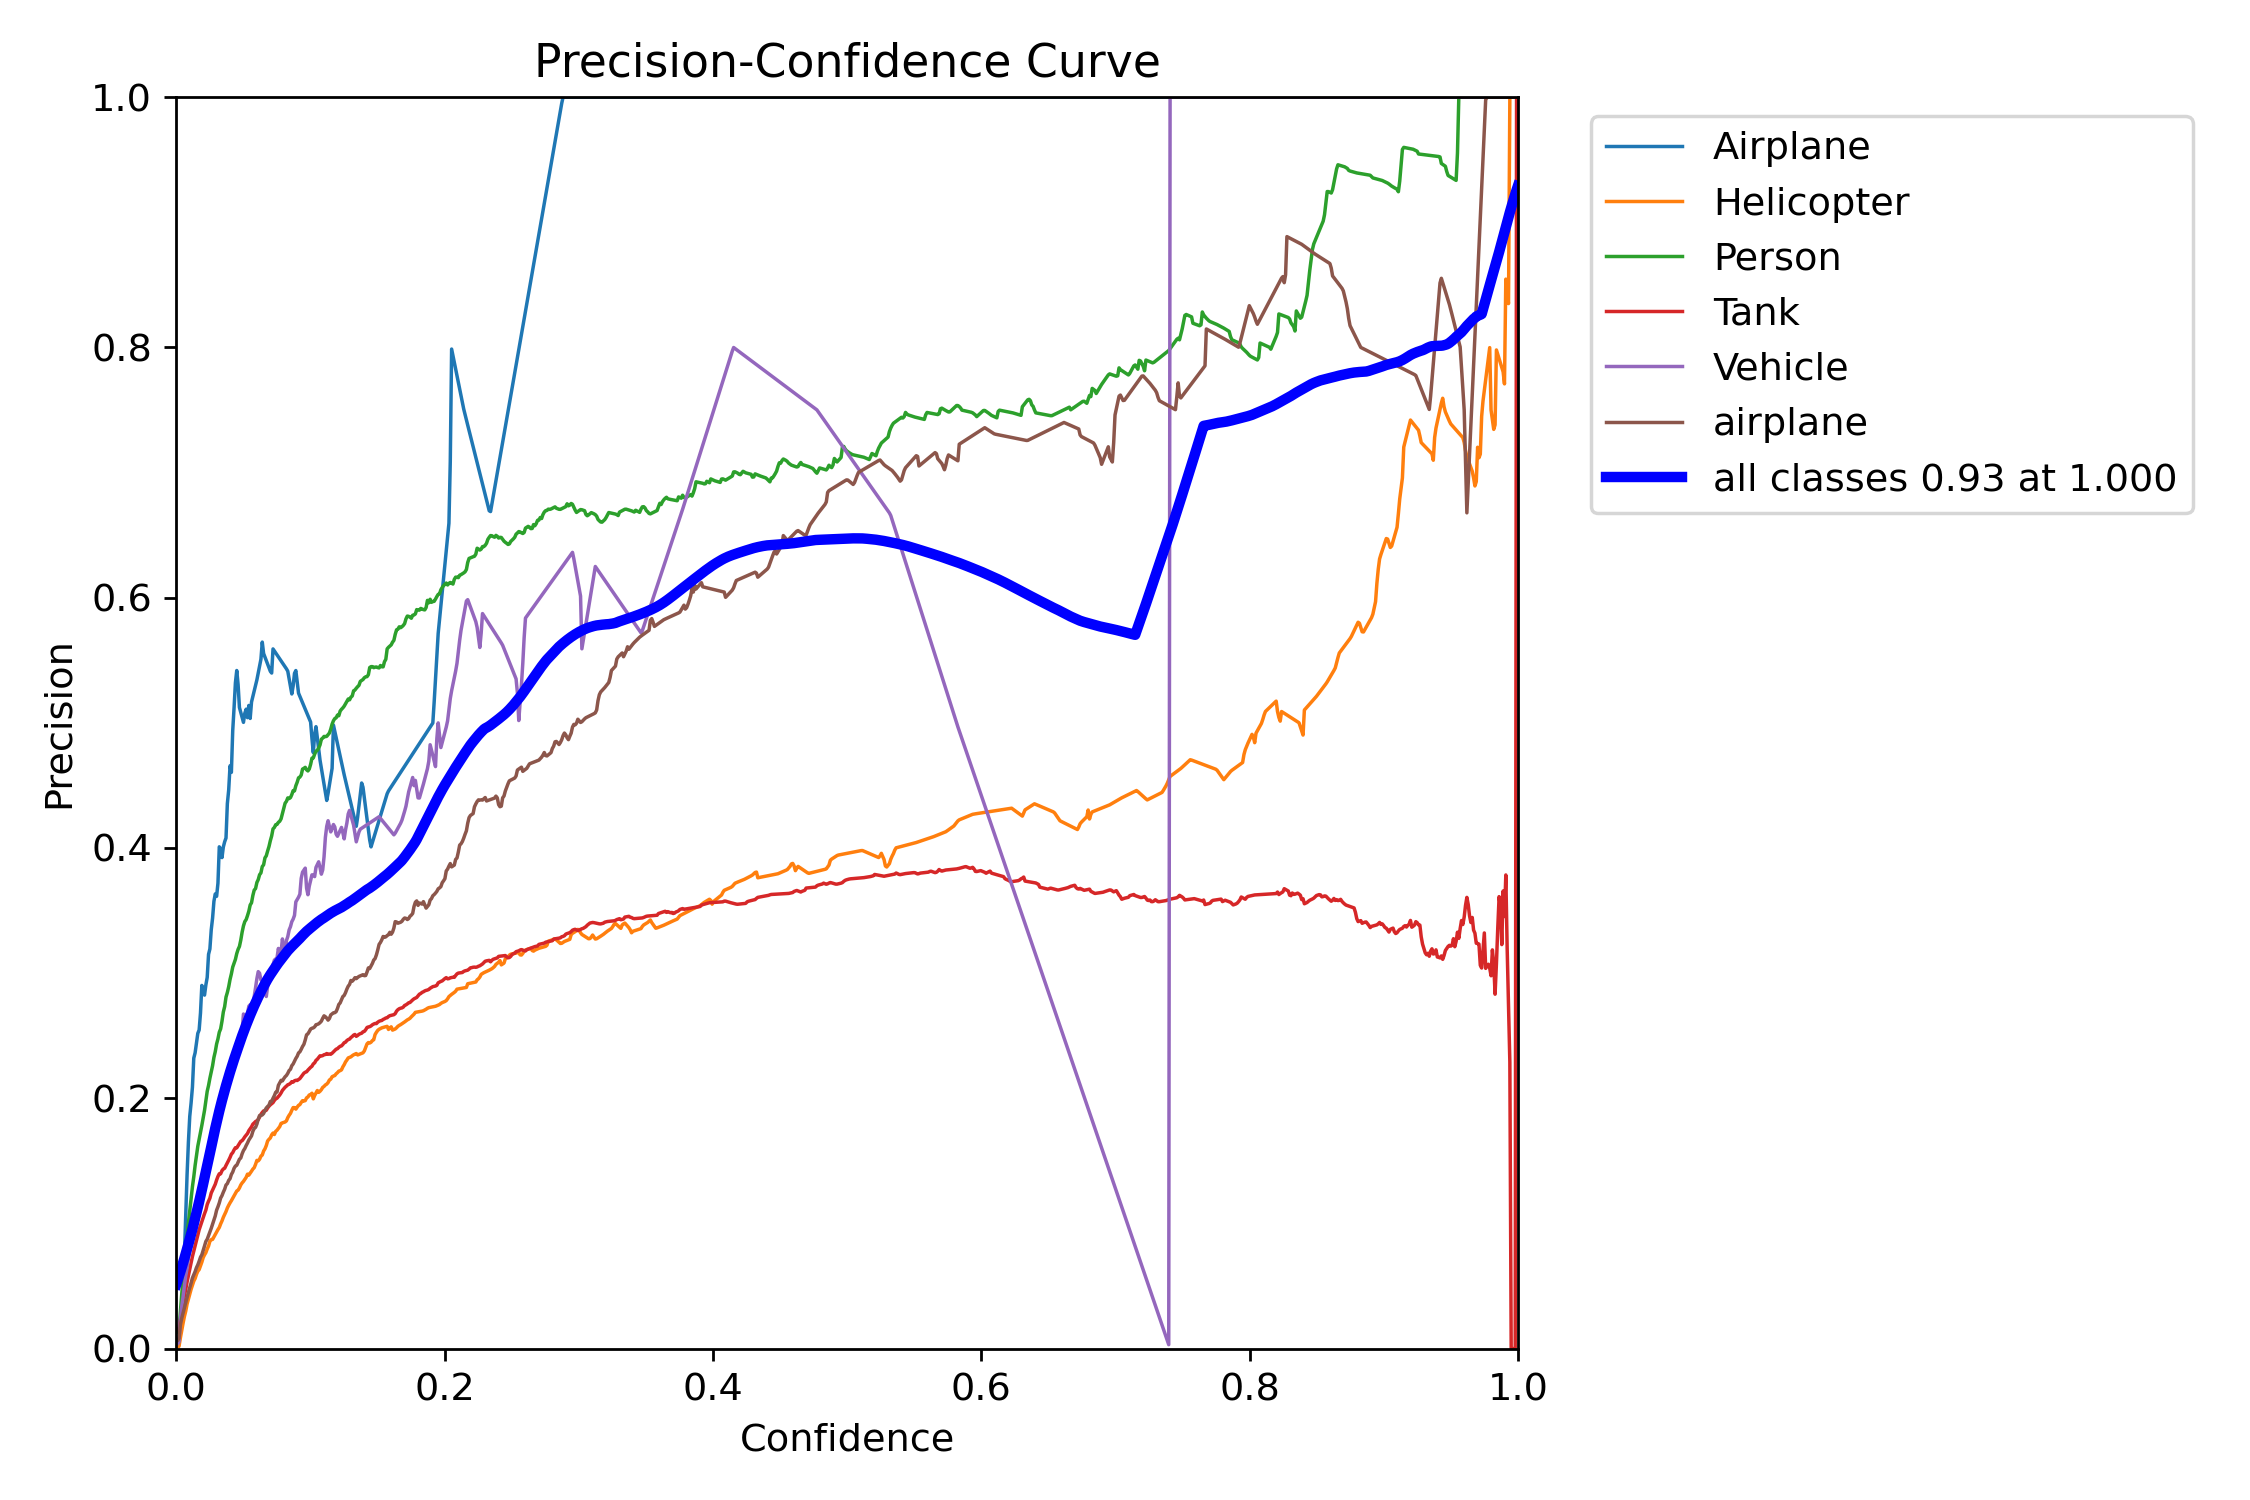 Precision-Confidence Curve
1.0
0.8
0.6
0.4
0.2
0.0
Precision
0.0 0.2 0.4 0.6 0.8 1.0
Confidence
Airplane
Helicopter
Person
Tank
Vehicle
airplane
all classes 0.93 at 1.000